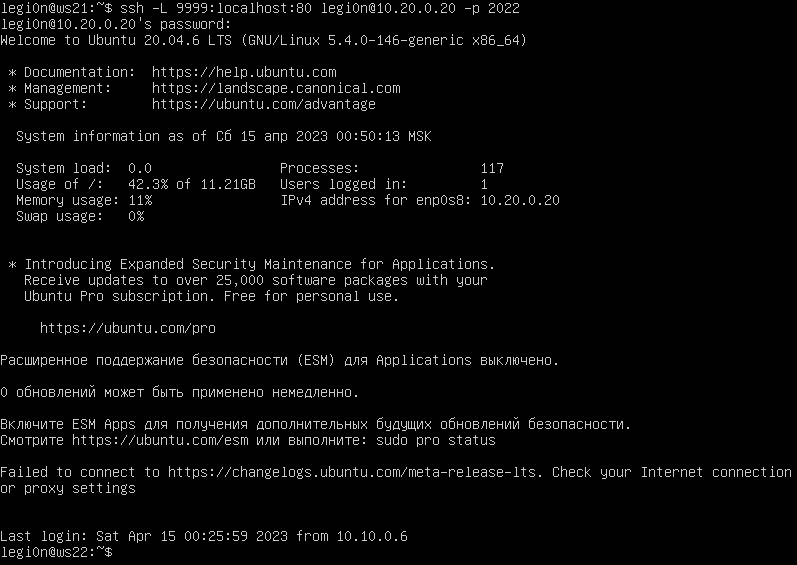 legi0n@ws21:~$ ssh -L 9999:localhost:80 legi0n@10.20.0.20 -p 2022
legi0n@10.20.0.20's password:
Welcome to Ubuntu 20.04.6 LTS (GNU/Linux 5.4.0-146-generic x86_64)
* Documentation:  https://help.ubuntu.com
* Management:     https://landscape.canonical.com
* Support:        https://ubuntu.com/advantage
System information as of Сб 15 апр 2023 00:50:13 MSK
System load:  0.0                Processes:               117
Usage of /:   42.3% of 11.21GB   Users logged in:         1
Memory usage: 11%                IPv4 address for enp0s8: 10.20.0.20
Swap usage:   0%
* Introducing Expanded Security Maintenance for Applications.
Receive updates to over 25,000 software packages with your
Ubuntu Pro subscription. Free for personal use.
https://ubuntu.com/pro
Расширенное поддержание безопасности (ESM) для Applications выключено.
0 обновлений может быть применено немедленно.
Включите ESM Apps для получения дополнительных будущих обновлений безопасности.
Смотрите https://ubuntu.com/esm или выполните: sudo pro status
Failed to connect to https://changelogs.ubuntu.com/meta-release-lts. Check your Internet connection
or proxy settings
Last login: Sat Apr 15 00:25:59 2023 from 10.10.0.6
legi0n@ws22:~$